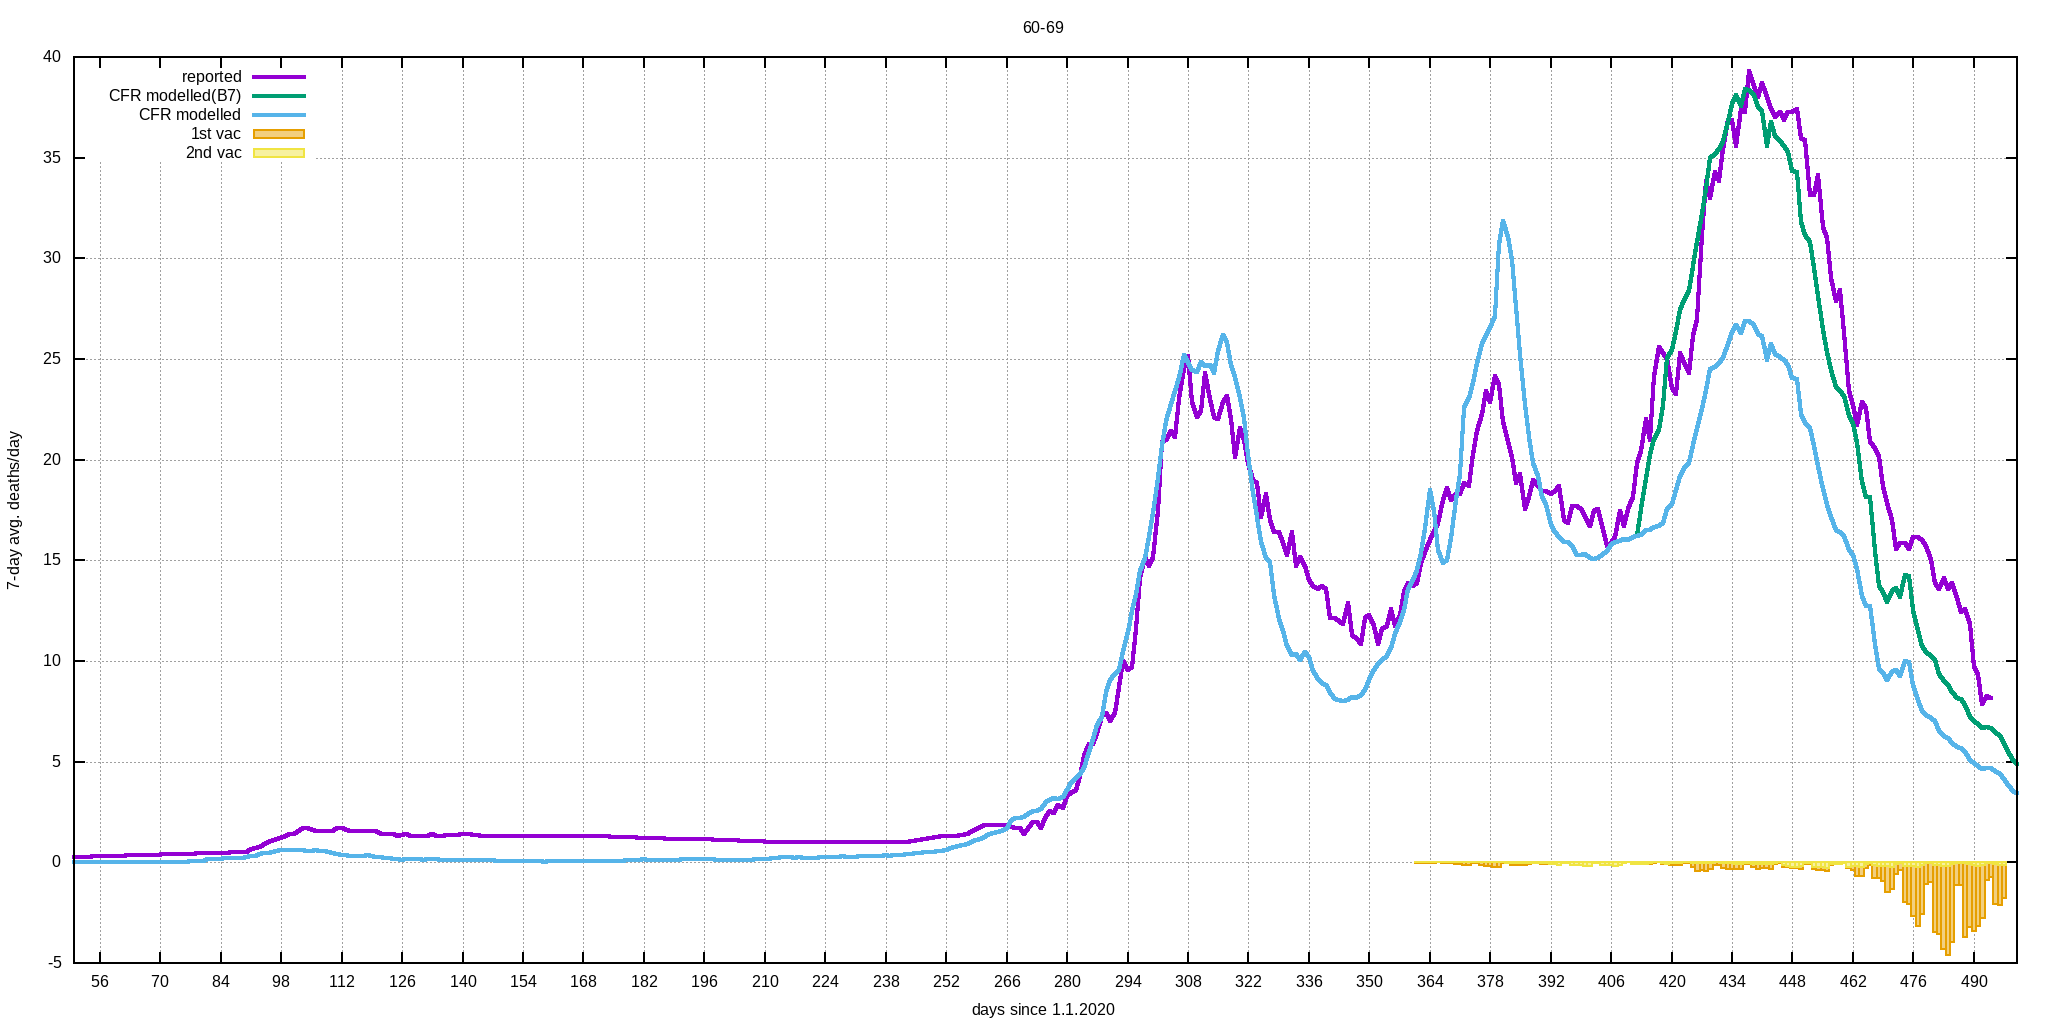 60-69
40
35
30
25
20
15
10
5
0
-5
7-day avg. deaths/day
reported
CFR modelled(B7)
CFR modelled
1st vac
2nd vac
56 70 84 98 112 126 140 154 168 182 196 210 224 238 252 266 280 294 308 322 336 350 364 378 392 406 420 434 448 462 476 490
days since 1.1.2020